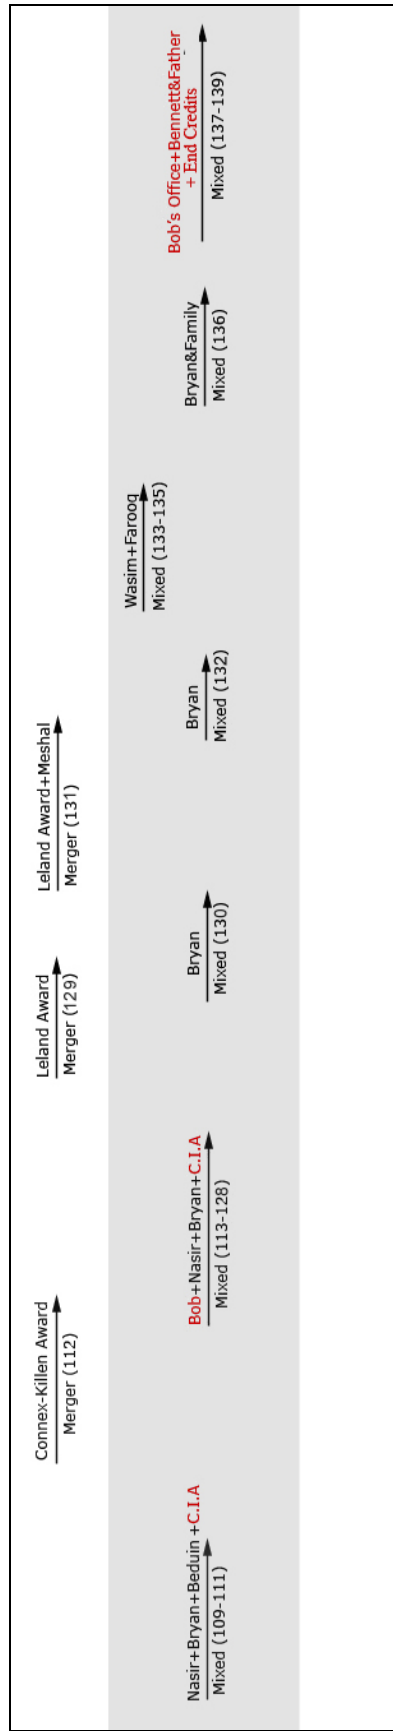 Nasir+Bryan+Beduin +C.I.A
Mixed (109-111)
Connex-Killen Award
Merger (112)
Bob+Nasir+Bryan+C.I.A
Mixed (113-128)
Leland Award
Merger (129)
Bryan
Mixed (130)
Leland Award+Meshal
Merger (131)
Bryan
Mixed (132)
Wasim+Farooq
Mixed (133-135)
Bryan&Family
Mixed (136)
Bob's Office+Bennett&Father
+ End Credits
Mixed (137-139)